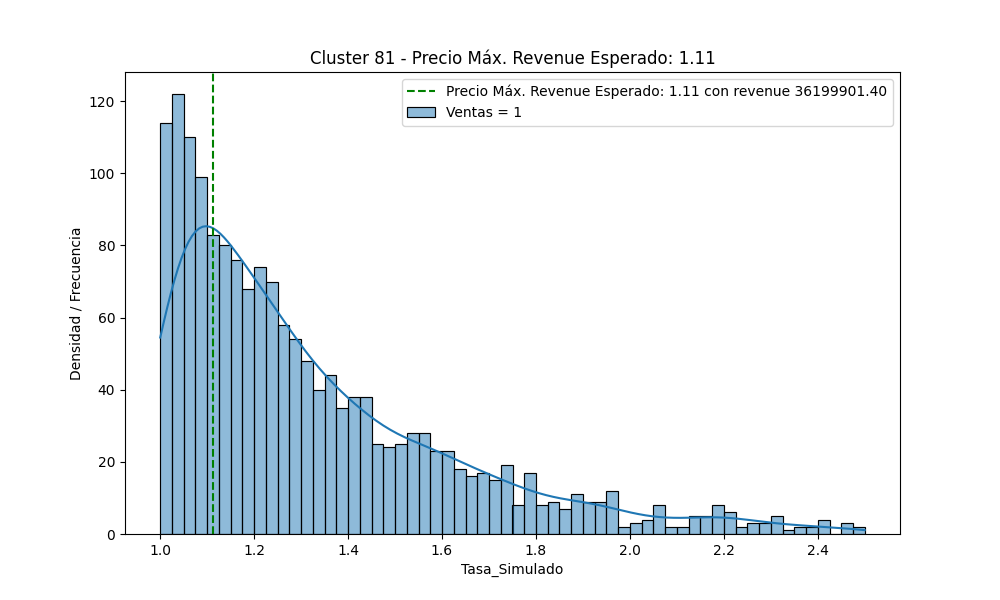 Cluster 81 - Precio Máx. Revenue Esperado: 1.11
Precio Máx. Revenue Esperado: 1.11 con revenue 36199901.40
Ventas = 1
Densidad / Frecuencia
120
100
80
60
40
20
0
1.0 1.2 1.4 1.6 1.8 2.0 2.2 2.4
Tasa_Simulado